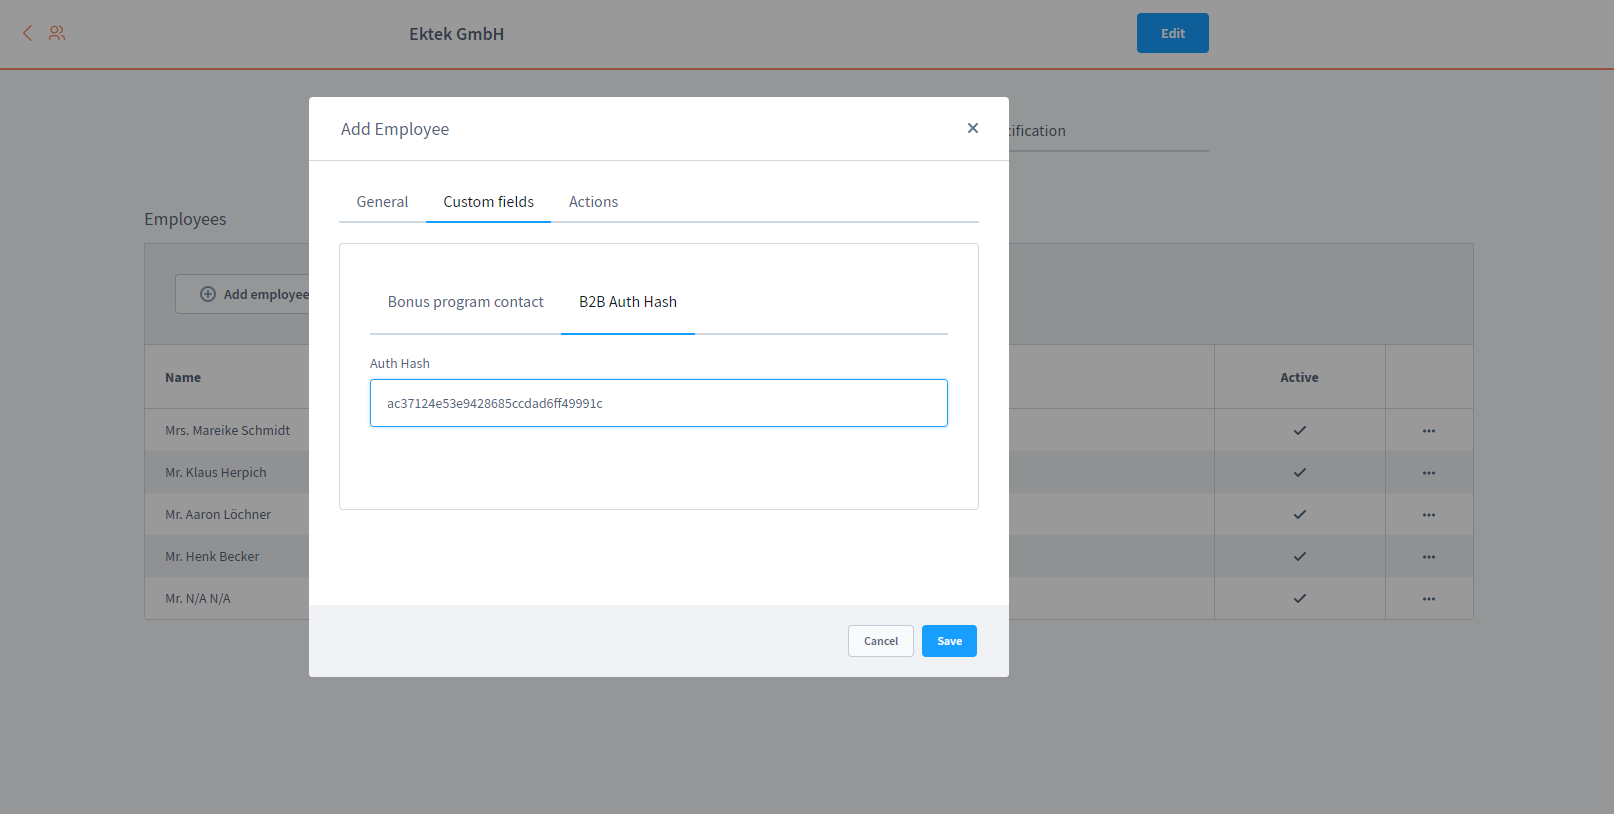 Ektek GmbH
Edit
Add Employee
ification
General Custom fields Actions
Employees
Add employee
Bonus program contact B2B Auth Hash
Auth Hash
ac37124e53e9428685ccdad6ff49991c
Name Active
Mrs. Mareike Schmidt
Mr. Klaus Herpich
Mr. Aaron Löchner
Mr. Henk Becker
Mr. N/A N/A
Cancel Save